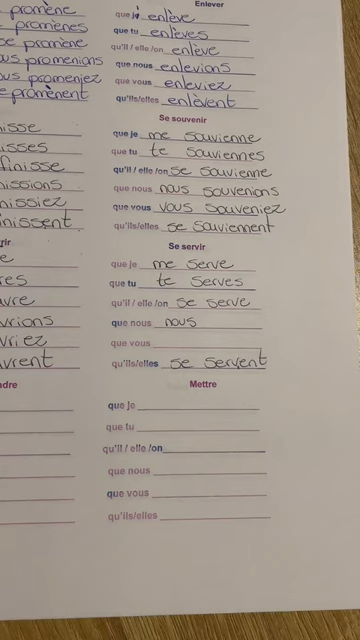 promène
promènes
se promène
promenions
promeniez
promènent
nisse
isses
finisse
nissions
nissiez
nissent
rir
e
res
vre
vrions
vriez
vrent
dre
Enlever
que je enlève
que tu enlèves
qu'il / elle /on enlève
que nous enlevions
que vous enleviez
qu'ils/elles enlèvent
Se souvenir
que je me souvienne
que tu te souviennes
qu'il / elle /on se souvienne
que nous nous souvenions
que vous vous souveniez
qu'ils/elles se souviennent
Se servir
que je me serve
que tu te serves
qu'il / elle /on se serve
que nous nous
que vous
qu'ils/elles se servent
Mettre
que je
que tu
qu'il / elle /on
que nous
que vous
qu'ils/elles